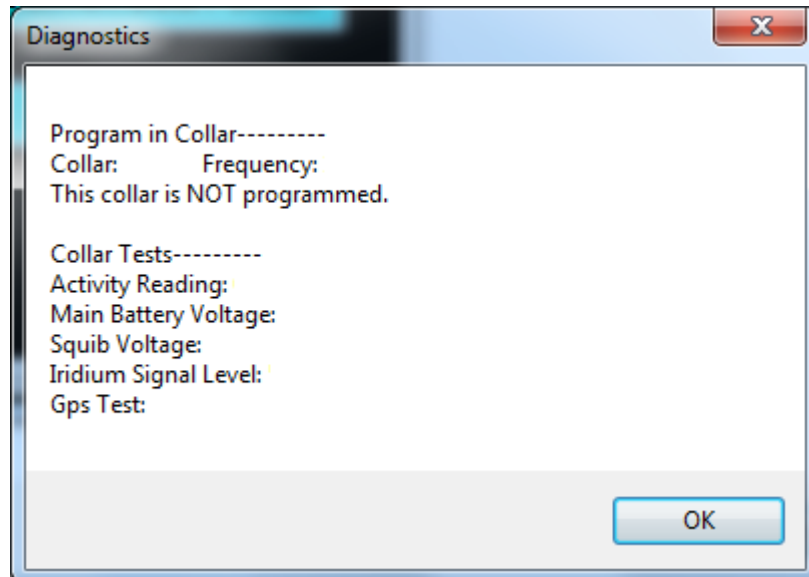 Diagnostics
Program in Collar---------
Collar: Frequency:
This collar is NOT programmed.
Collar Tests---------
Activity Reading:
Main Battery Voltage:
Squib Voltage:
Iridium Signal Level:
Gps Test:
OK